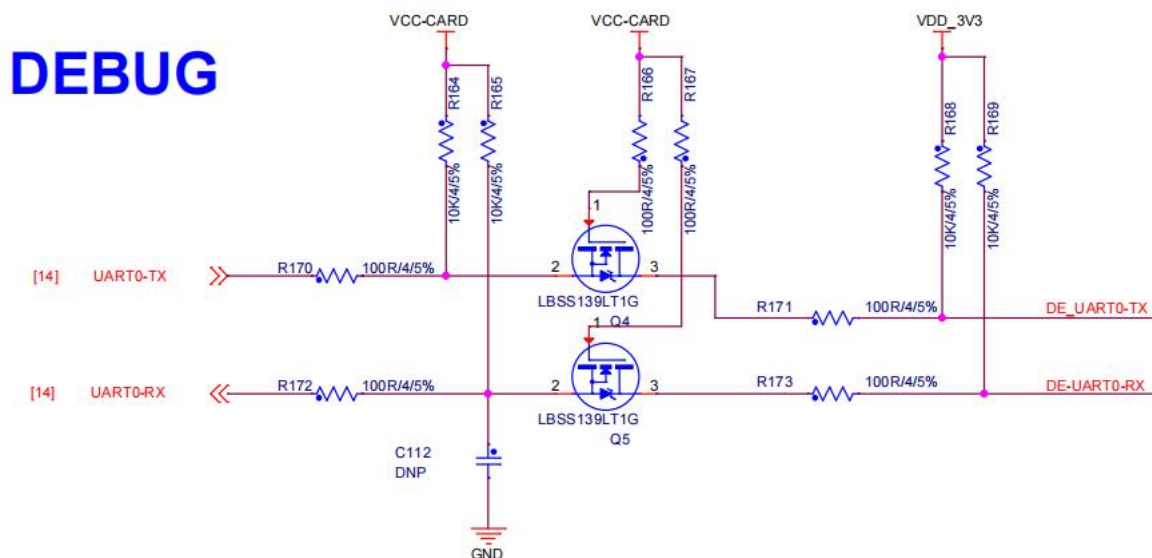 DEBUG
VCC-CARD
VCC-CARD
VDD_3V3
R164
R165
R166
R167
R168
R169
10K/4/5%
10K/4/5%
100R/4/5%
100R/4/5%
10K/4/5%
10K/4/5%
1
[14] UART0-TX
R170 100R/4/5%
2 3
LBSS139LT1G
Q4
R171 100R/4/5%
DE_UART0-TX
1
[14] UART0-RX
R172 100R/4/5%
2 3
R173 100R/4/5%
DE-UART0-RX
LBSS139LT1G
Q5
C112
DNP
GND